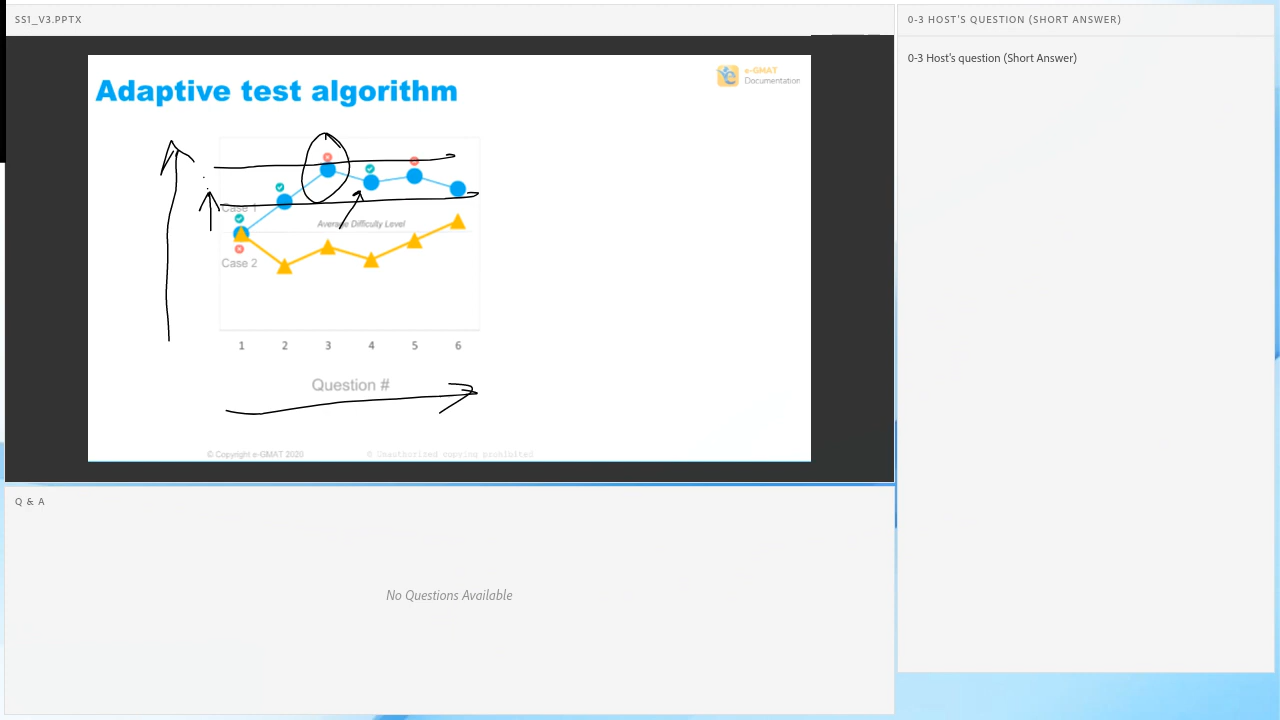 SS1_V3.PPTX
0-3 HOST'S QUESTION (SHORT ANSWER)
0-3 Host's question (Short Answer)
Adaptive test algorithm
e-GMAT
Documentation
Case 1
Average Difficulty Level
Case 2
1 2 3 4 5 6
Question #
© Copyright e-GMAT 2020
© Unauthorized copying prohibited
Q & A
No Questions Available